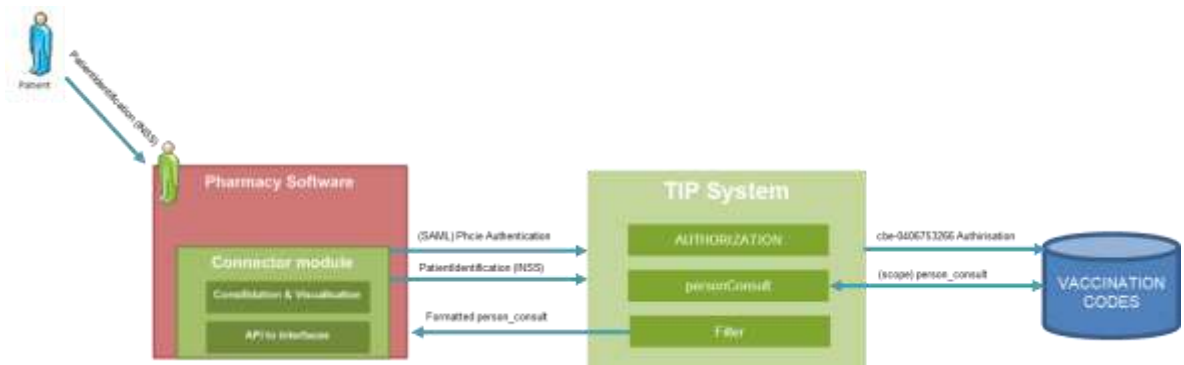 Patient
PatientIdentification (INSS)
Pharmacy Software
Connector module
Consolidation & Visualisation
API to interfaces
(SAML) Phcie Authentication
PatientIdentification (INSS)
Formatted person_consult
TIP System
AUTHORIZATION
personConsult
Filter
cbe-0406753266 Authirisation
(scope) person_consult
VACCINATION
CODES